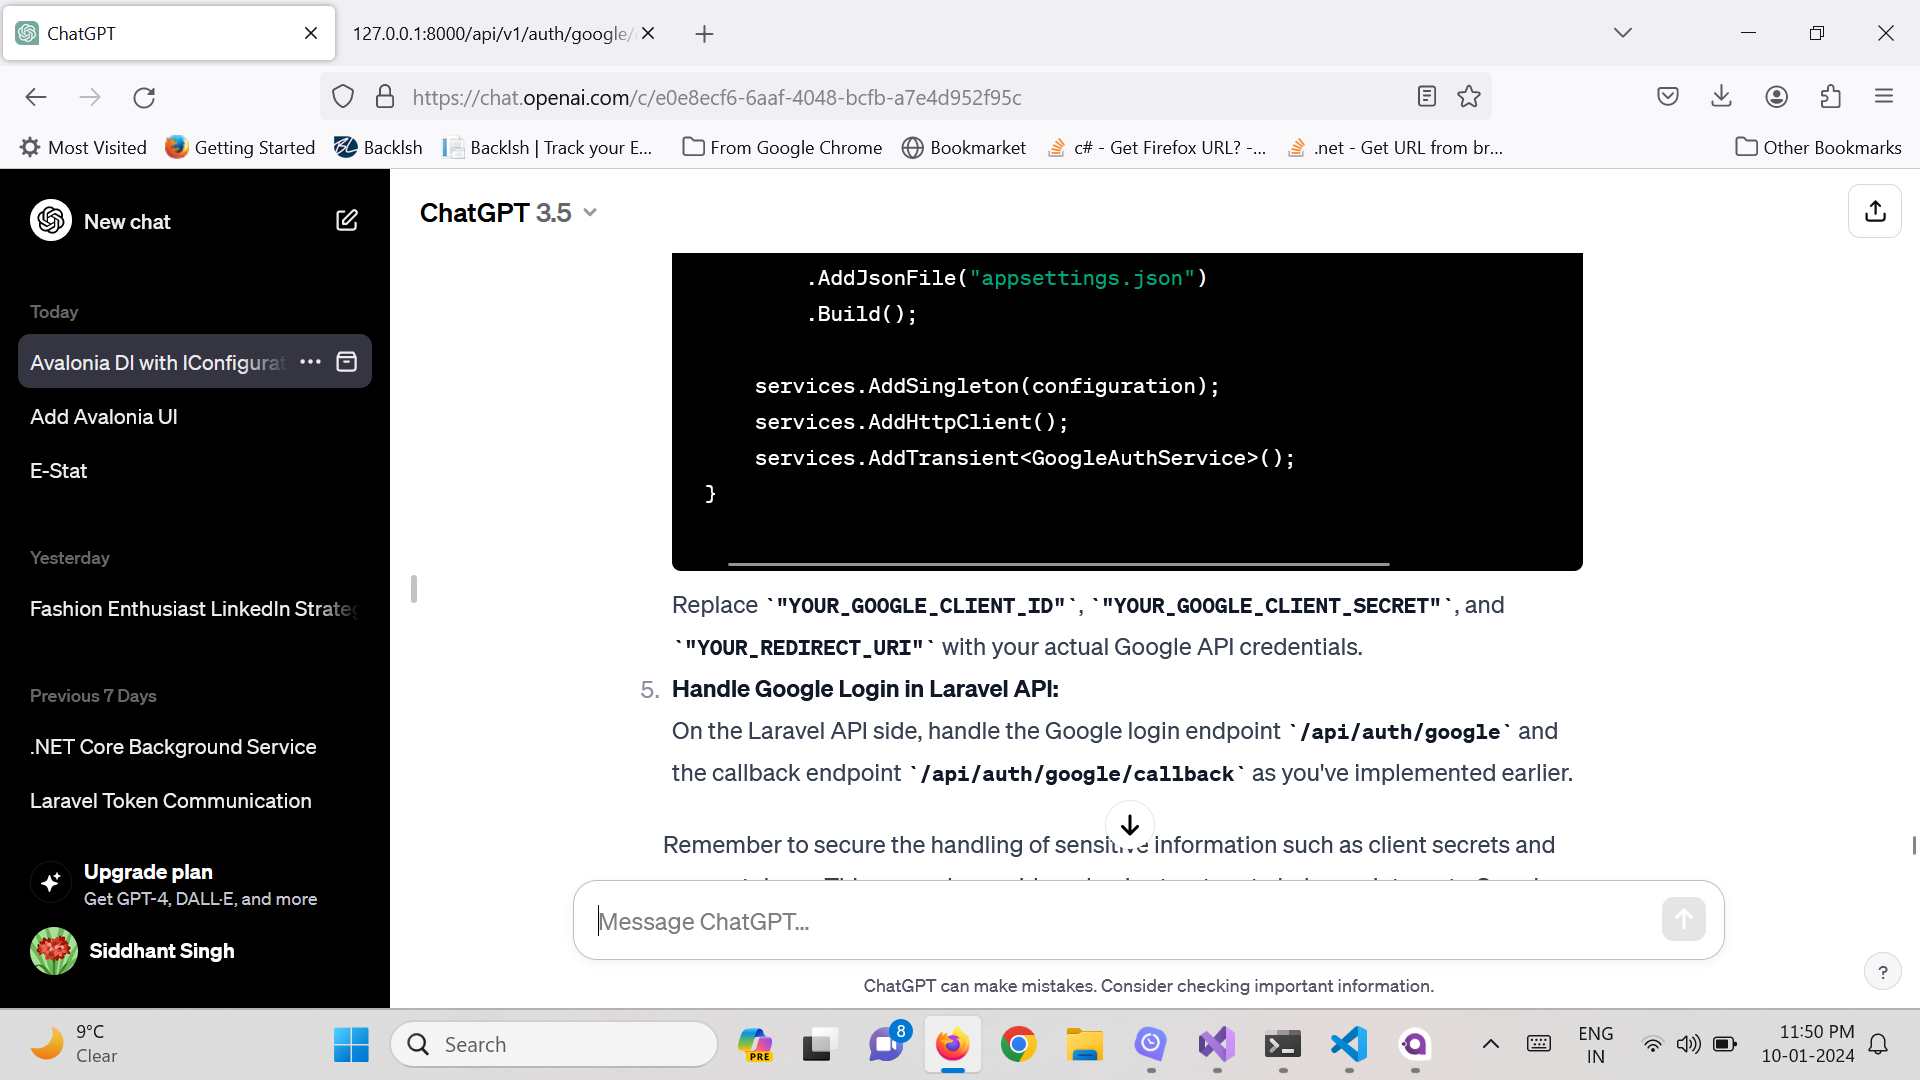 ChatGPT
127.0.0.1:8000/api/v1/auth/google/
https://chat.openai.com/c/e0e8ecf6-6aaf-4048-bcfb-a7e4d952f95c
Most Visited
Getting Started
Backlsh
Backlsh | Track your E...
From Google Chrome
Bookmarket
c# - Get Firefox URL? -...
.net - Get URL from br...
Other Bookmarks
New chat
Today
Avalonia DI with IConfigurat
Add Avalonia UI
E-Stat
Yesterday
Fashion Enthusiast LinkedIn Strateg
Previous 7 Days
.NET Core Background Service
Laravel Token Communication
Upgrade plan
Get GPT-4, DALL·E, and more
Siddhant Singh
ChatGPT 3.5
.AddJsonFile("appsettings.json")
.Build();
services.AddSingleton(configuration);
services.AddHttpClient();
services.AddTransient<GoogleAuthService>();
}
Replace `"YOUR_GOOGLE_CLIENT_ID"`, `"YOUR_GOOGLE_CLIENT_SECRET"`, and
`"YOUR_REDIRECT_URI"` with your actual Google API credentials.
5. Handle Google Login in Laravel API:
On the Laravel API side, handle the Google login endpoint `/api/auth/google` and
the callback endpoint `/api/auth/google/callback` as you've implemented earlier.
Remember to secure the handling of sensitive information such as client secrets and
Message ChatGPT...
ChatGPT can make mistakes. Consider checking important information.
?
9°C
Clear
Search
PRE
8
ENG
IN
11:50 PM
10-01-2024